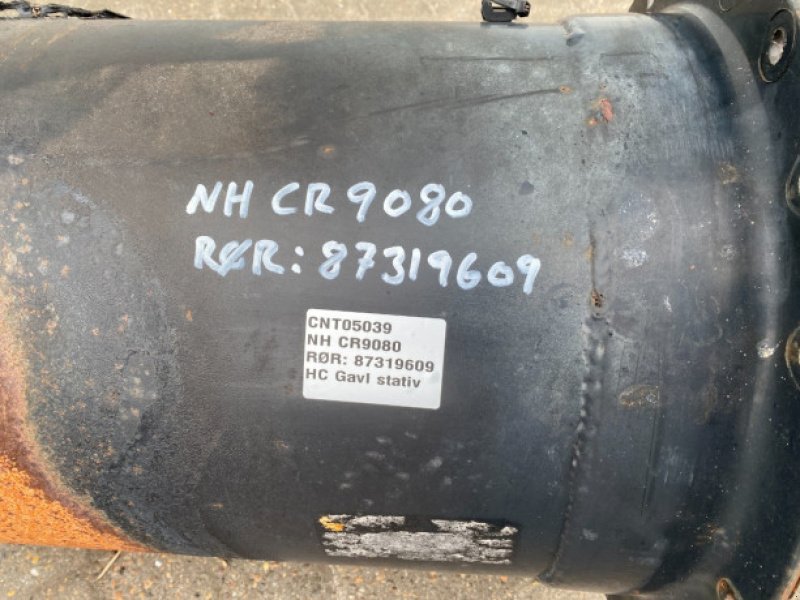 NH CR9080
RØR: 87319609
CNT05039
NH CR9080
RØR: 87319609
HC Gavl stativ